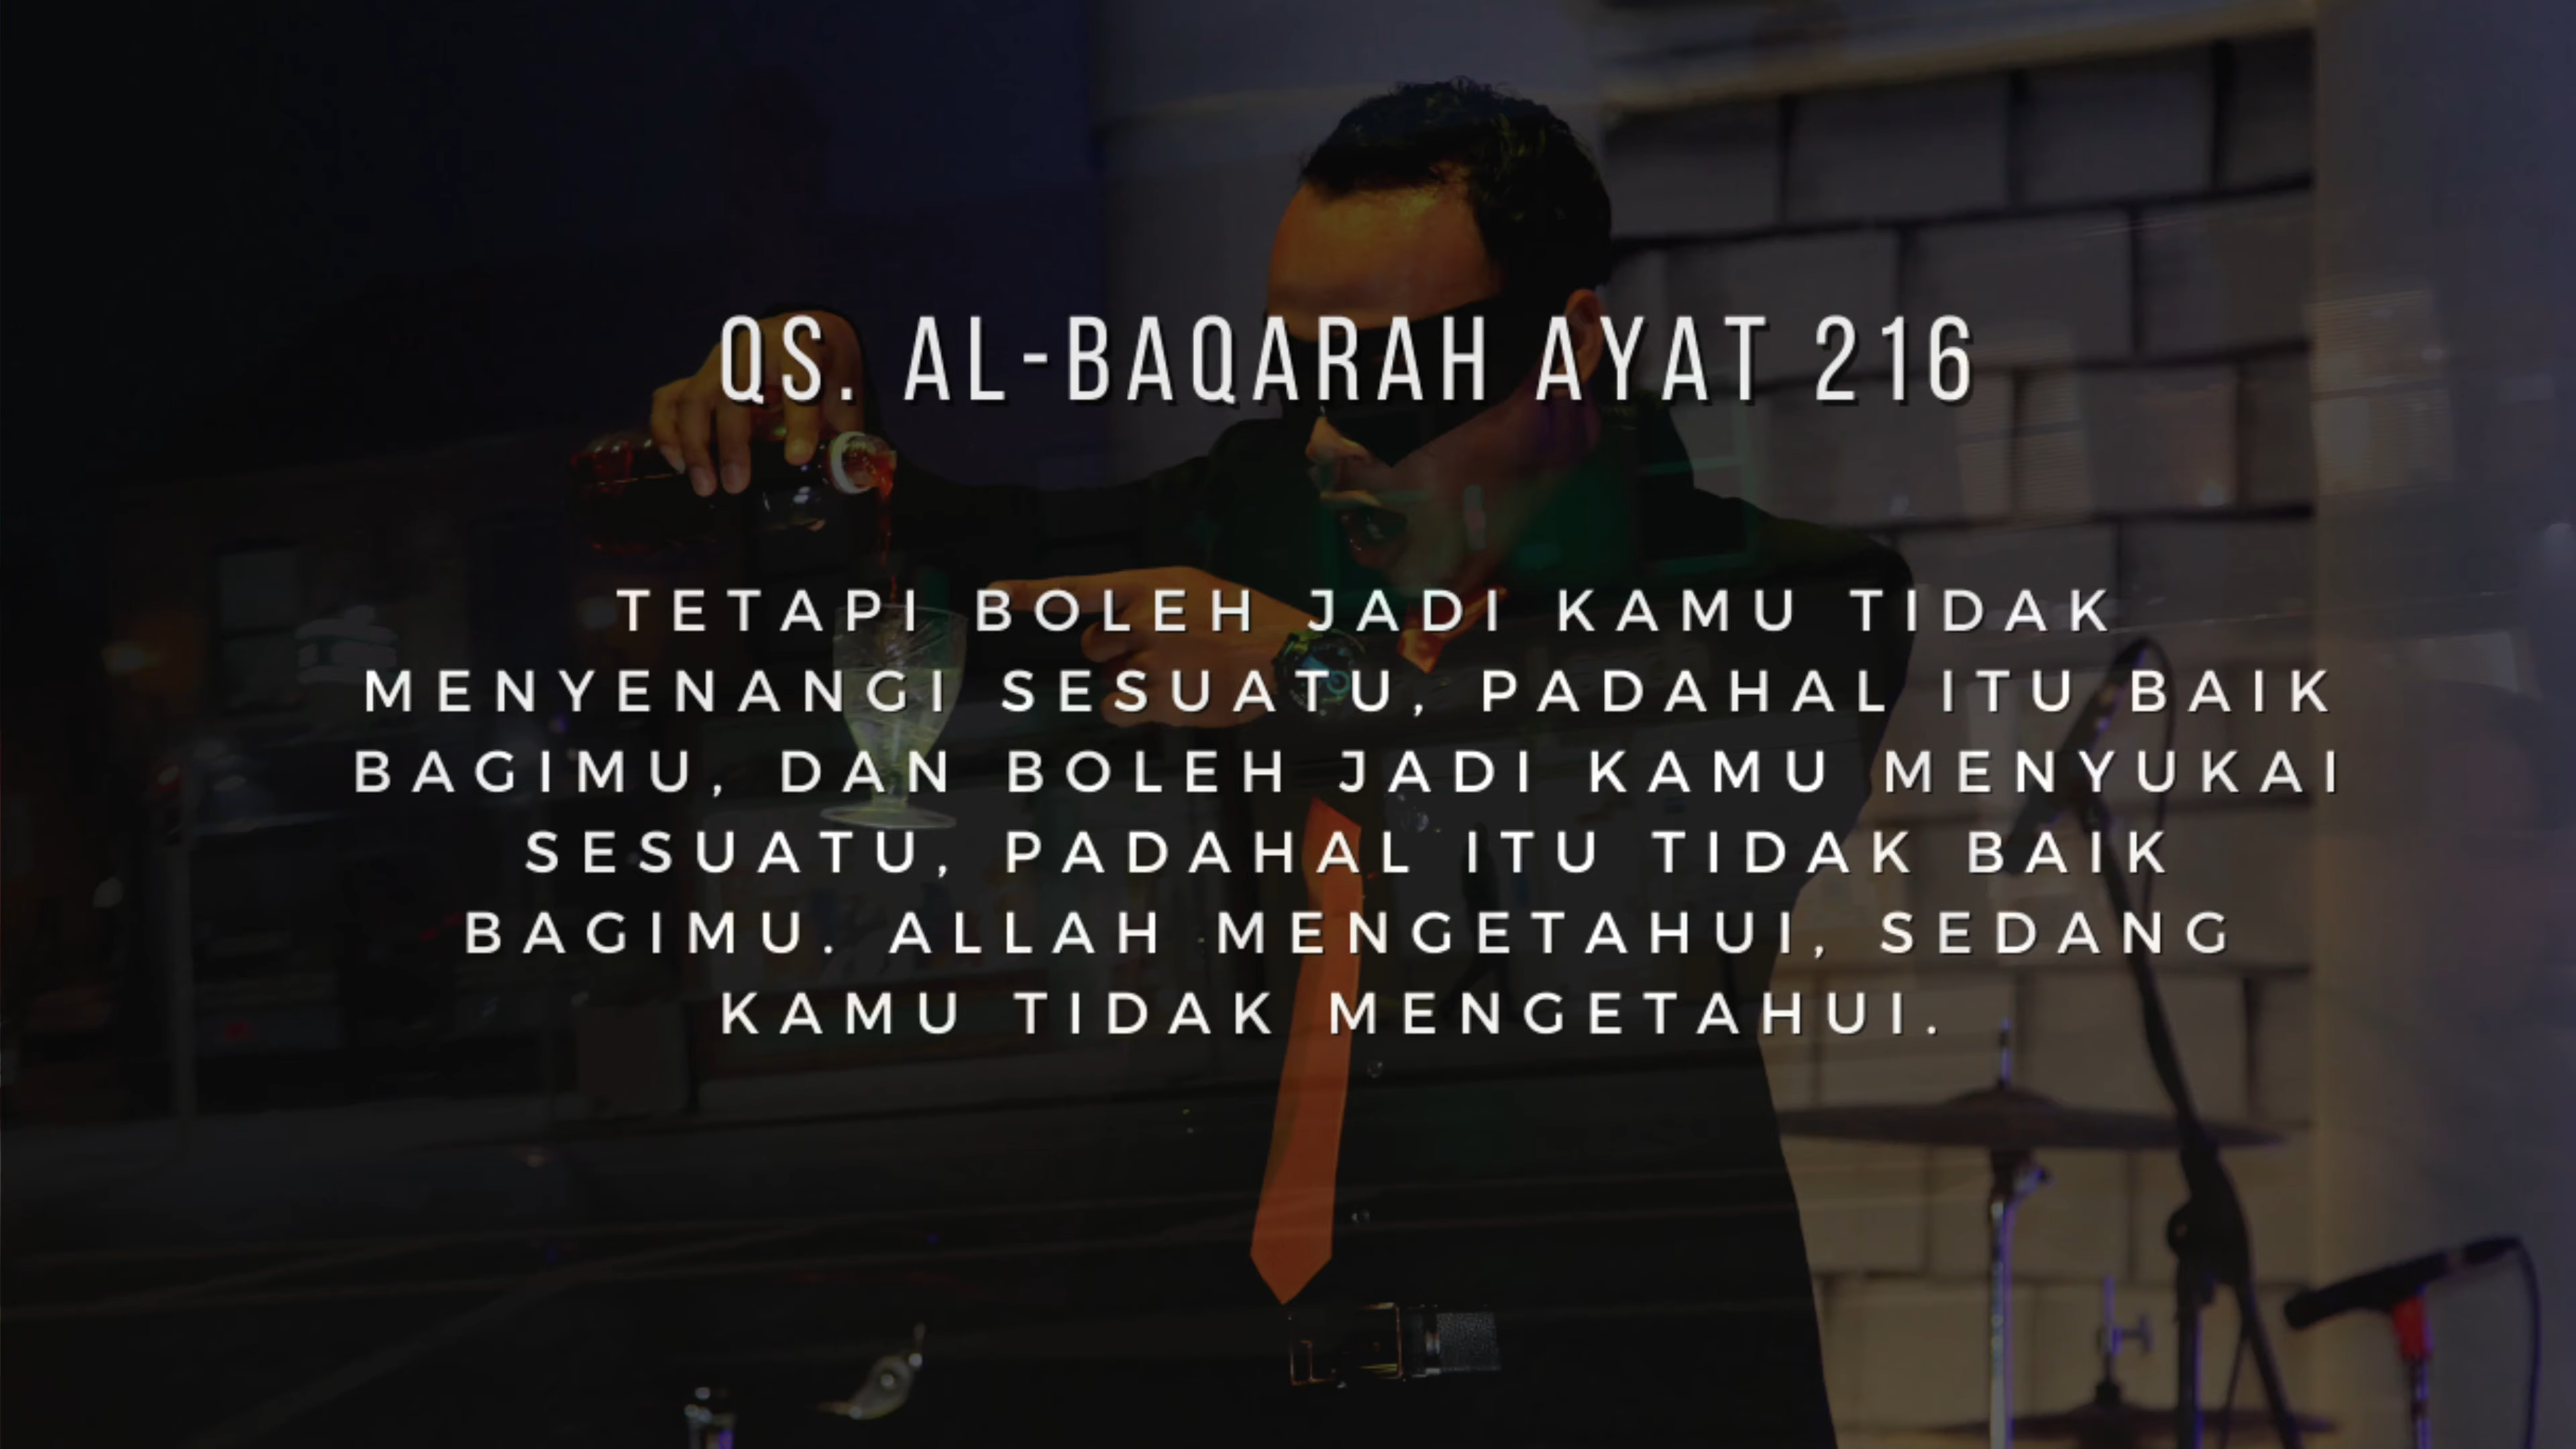 QS. AL-BAQARAH AYAT 216
TETAPI BOLEH JADI KAMU TIDAK
MENYENANGI SESUATU, PADAHAL ITU BAIK
BAGIMU, DAN BOLEH JADI KAMU MENYUKAI
SESUATU, PADAHAL ITU TIDAK BAIK
BAGIMU. ALLAH MENGETAHUI, SEDANG
KAMU TIDAK MENGETAHUI.